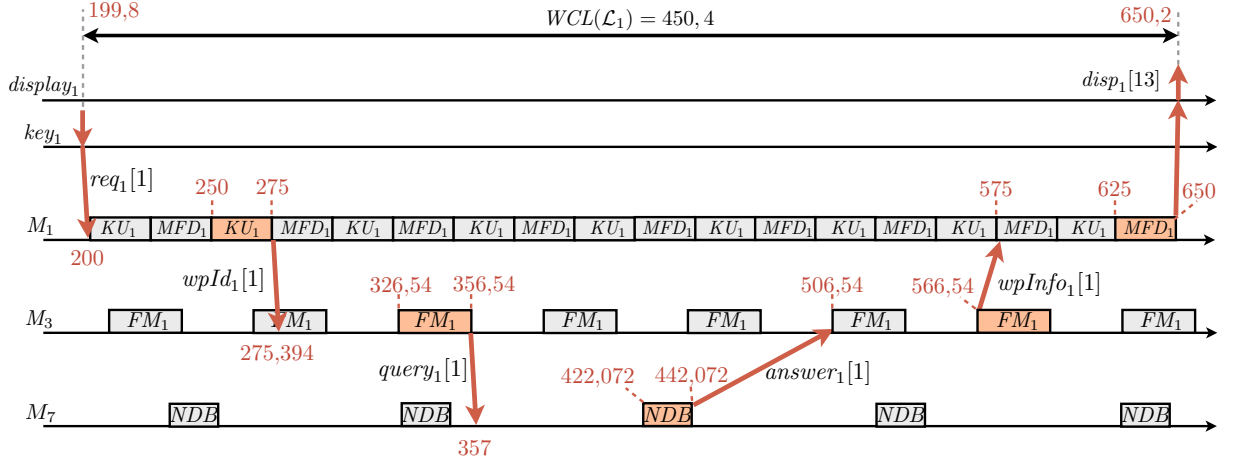 199,8
WCL(𝓛₁) = 450, 4
650,2
display₁
disp₁[13]
key₁
req₁[1]
250
275
575
625
650
M₁
KU₁ MFD₁ KU₁ MFD₁ KU₁ MFD₁ KU₁ MFD₁ KU₁ MFD₁ KU₁ MFD₁ KU₁ MFD₁ KU₁ MFD₁ KU₁ MFD₁
200
wpId₁[1]
326,54
356,54
506,54
566,54
wpInfo₁[1]
M₃
FM₁ FM₁ FM₁ FM₁ FM₁ FM₁ FM₁ FM₁
275,394
query₁[1]
422,072
442,072
answer₁[1]
M₇
NDB NDB NDB NDB NDB
357